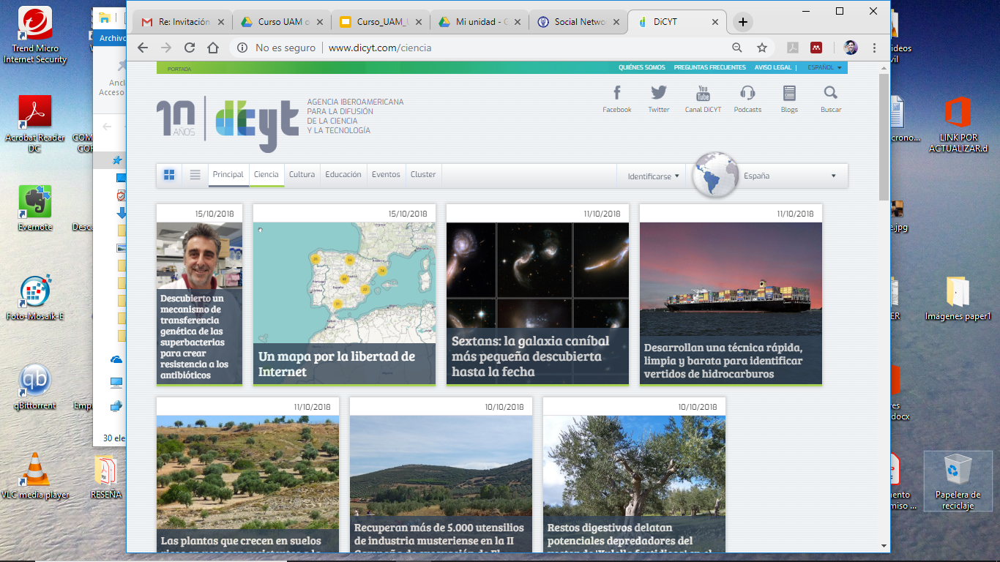 Re: Invitación
Curso UAM o
Curso_UAM_
Mi unidad - G
Social Netwo
DiCYT
No es seguro
www.dicyt.com/ciencia
PORTADA
QUIÉNES SOMOS
PREGUNTAS FRECUENTES
AVISO LEGAL |
ESPAÑOL
10
AÑOS
dicyt
AGENCIA IBEROAMERICANA
PARA LA DIFUSIÓN
DE LA CIENCIA
Y LA TECNOLOGÍA
Facebook
Twitter
You
Tube
Canal DiCYT
Podcasts
Blogs
Buscar
Principal
Ciencia
Cultura
Educación
Eventos
Cluster
Identificarse
España
15/10/2018
Descubierto un
mecanismo de
transferencia
genética de las
superbacterias
para crear
resistencia a los
antibióticos
15/10/2018
Un mapa por la libertad de
Internet
11/10/2018
Sextans: la galaxia caníbal
más pequeña descubierta
hasta la fecha
11/10/2018
Desarrollan una técnica rápida,
limpia y barata para identificar
vertidos de hidrocarburos
11/10/2018
Las plantas que crecen en suelos
10/10/2018
Recuperan más de 5.000 utensilios
de industria musteriense en la II
10/10/2018
Restos digestivos delatan
potenciales depredadores del
Trend Micro
Internet Security
Acrobat Reader
DC
Evernote
Foto-Mosaik-E
qBittorrent
VLC media player
RESEÑA
COM
COR
Desca
Emp
Archivo
Ancl
Acceso
30 ele
ideos
vil
crono...
LINK POR
ACTUALIZAR.d
e.jpg
ER
Imágenes paper1
es
docx
ento
miso ...
Papelera de
reciclaje